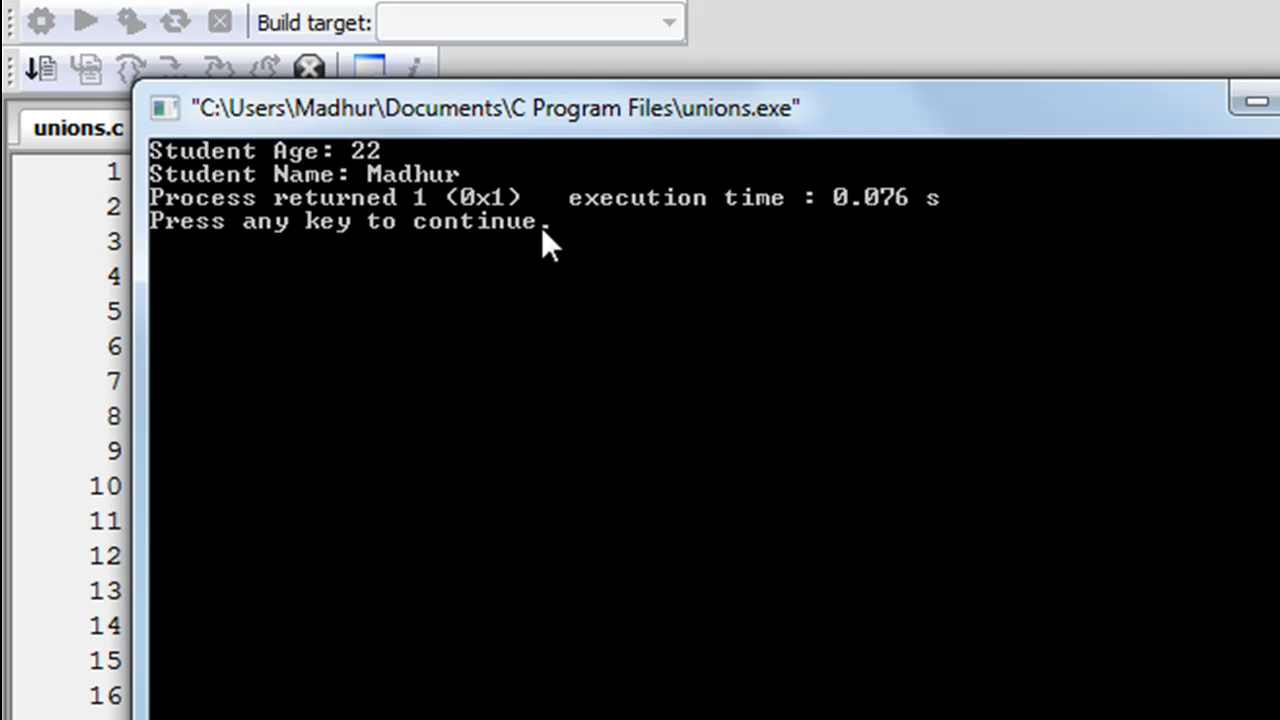 Build target:
"C:\Users\Madhur\Documents\C Program Files\unions.exe"
unions.c
Student Age: 22
Student Name: Madhur
Process returned 1 (0x1)   execution time : 0.076 s
Press any key to continue.
1
2
3
4
5
6
7
8
9
10
11
12
13
14
15
16